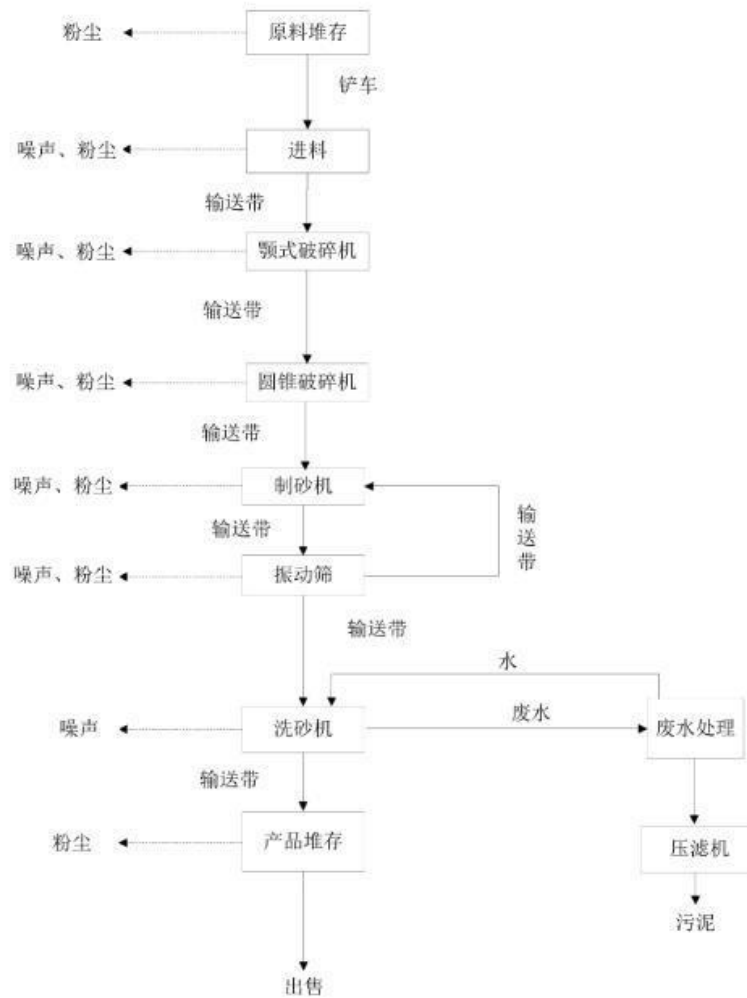 粉尘
原料堆存
铲车
噪声、粉尘
进料
输送带
噪声、粉尘
颚式破碎机
输送带
噪声、粉尘
圆锥破碎机
输送带
噪声、粉尘
制砂机
输送带
输送带
噪声、粉尘
振动筛
输送带
水
噪声
洗砂机
废水
废水处理
输送带
粉尘
产品堆存
压滤机
污泥
出售